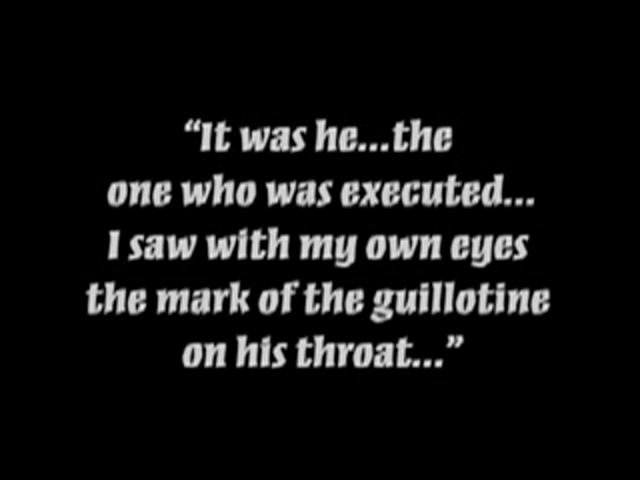 “It was he...the
one who was executed...
I saw with my own eyes
the mark of the guillotine
on his throat...”